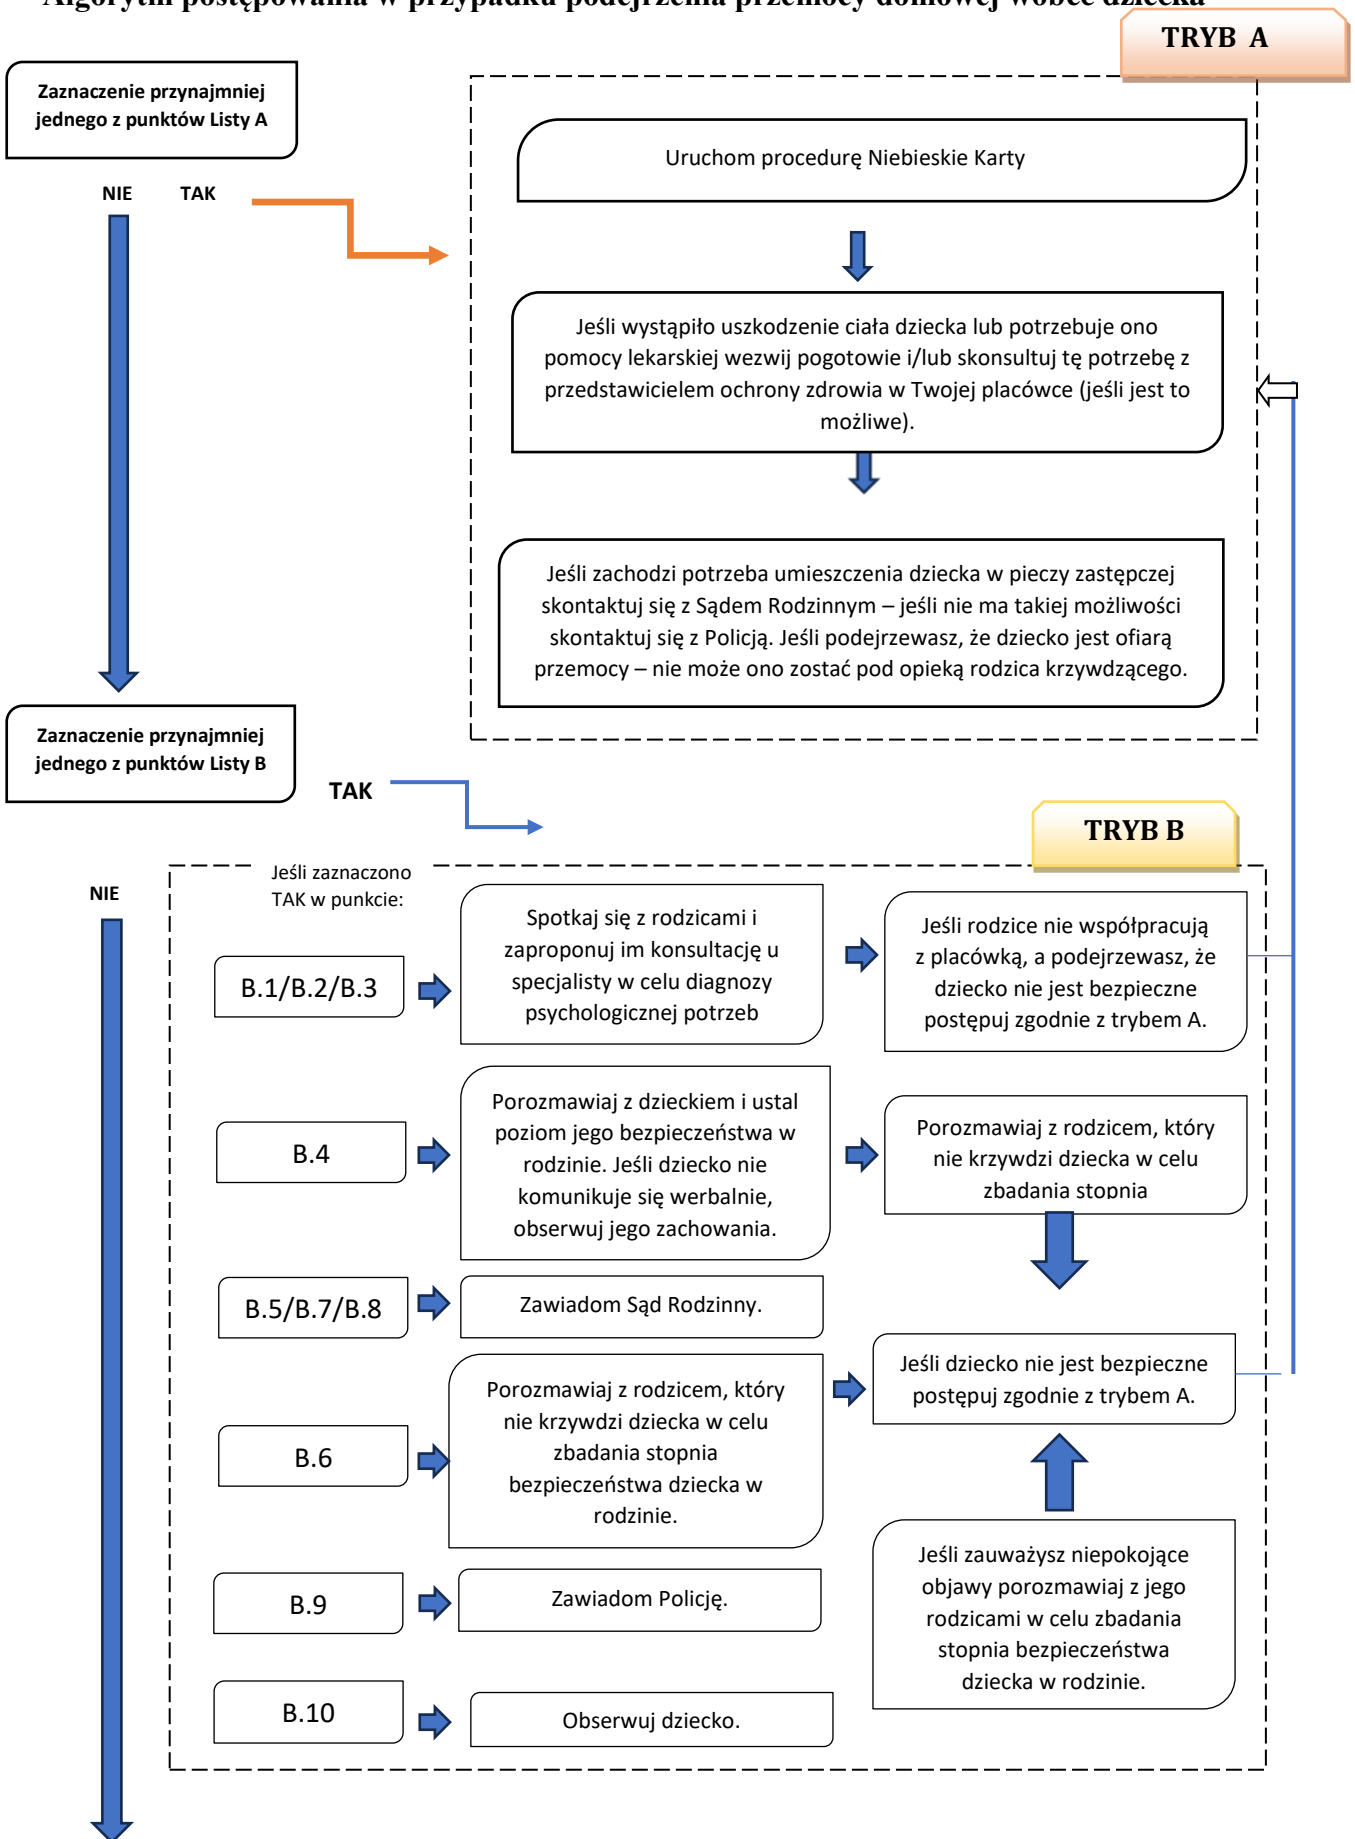 Algorytm postępowania w przypadku podejrzenia przemocy domowej wobec dziecka
TRYB A
Zaznaczenie przynajmniej
jednego z punktów Listy A
NIE TAK
Uruchom procedurę Niebieskie Karty
Jeśli wystąpiło uszkodzenie ciała dziecka lub potrzebuje ono
pomocy lekarskiej wezwij pogotowie i/lub skonsultuj tę potrzebę z
przedstawicielem ochrony zdrowia w Twojej placówce (jeśli jest to
możliwe).
Jeśli zachodzi potrzeba umieszczenia dziecka w pieczy zastępczej
skontaktuj się z Sądem Rodzinnym – jeśli nie ma takiej możliwości
skontaktuj się z Policją. Jeśli podejrzewasz, że dziecko jest ofiarą
przemocy – nie może ono zostać pod opieką rodzica krzywdzącego.
Zaznaczenie przynajmniej
jednego z punktów Listy B
TAK
TRYB B
NIE
Jeśli zaznaczono
TAK w punkcie:
B.1/B.2/B.3
Spotkaj się z rodzicami i
zaproponuj im konsultację u
specjalisty w celu diagnozy
psychologicznej potrzeb
Jeśli rodzice nie współpracują
z placówką, a podejrzewasz, że
dziecko nie jest bezpieczne
postępuj zgodnie z trybem A.
B.4
Porozmawiaj z dzieckiem i ustal
poziom jego bezpieczeństwa w
rodzinie. Jeśli dziecko nie
komunikuje się werbalnie,
obserwuj jego zachowania.
Porozmawiaj z rodzicem, który
nie krzywdzi dziecka w celu
zbadania stopnia
B.5/B.7/B.8
Zawiadom Sąd Rodzinny.
B.6
Porozmawiaj z rodzicem, który
nie krzywdzi dziecka w celu
zbadania stopnia
bezpieczeństwa dziecka w
rodzinie.
Jeśli dziecko nie jest bezpieczne
postępuj zgodnie z trybem A.
B.9
Zawiadom Policję.
Jeśli zauważysz niepokojące
objawy porozmawiaj z jego
rodzicami w celu zbadania
stopnia bezpieczeństwa
dziecka w rodzinie.
B.10
Obserwuj dziecko.